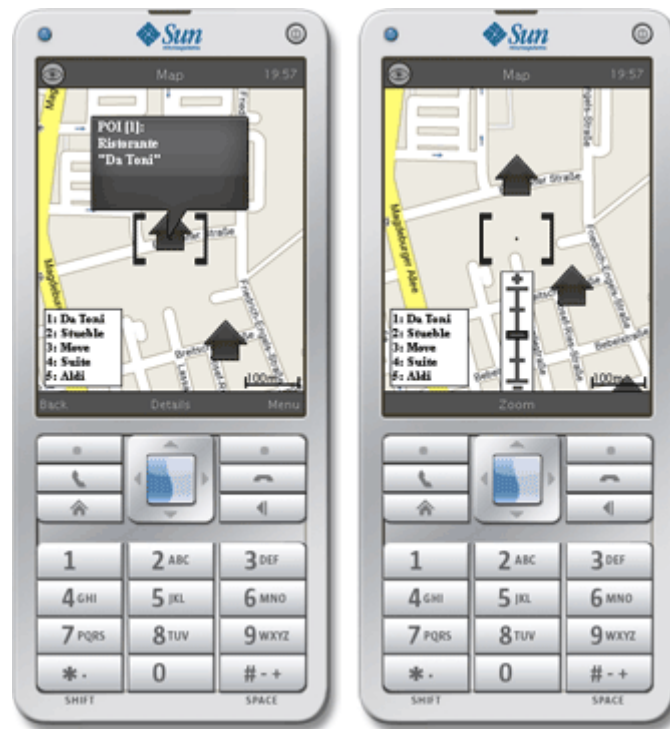 Sun
Map
19:57
POI [1]:
Ristorante
"Da Toni"
1: Da Toni
2: Stueble
3: Move
4: Suite
5: Aldi
100m
Back
Details
Menu
1
2 ABC
3 DEF
4 GHI
5 JKL
6 MNO
7 PQRS
8 TUV
9 WXYZ
* .
0
# - +
SHIFT
SPACE
Sun
Map
19:57
Magdeburger Allee
Straße
Friedrich-Engels-Straße
1: Da Toni
2: Stueble
3: Move
4: Suite
5: Aldi
+
-
100m
Zoom
1
2 ABC
3 DEF
4 GHI
5 JKL
6 MNO
7 PQRS
8 TUV
9 WXYZ
* .
0
# - +
SHIFT
SPACE